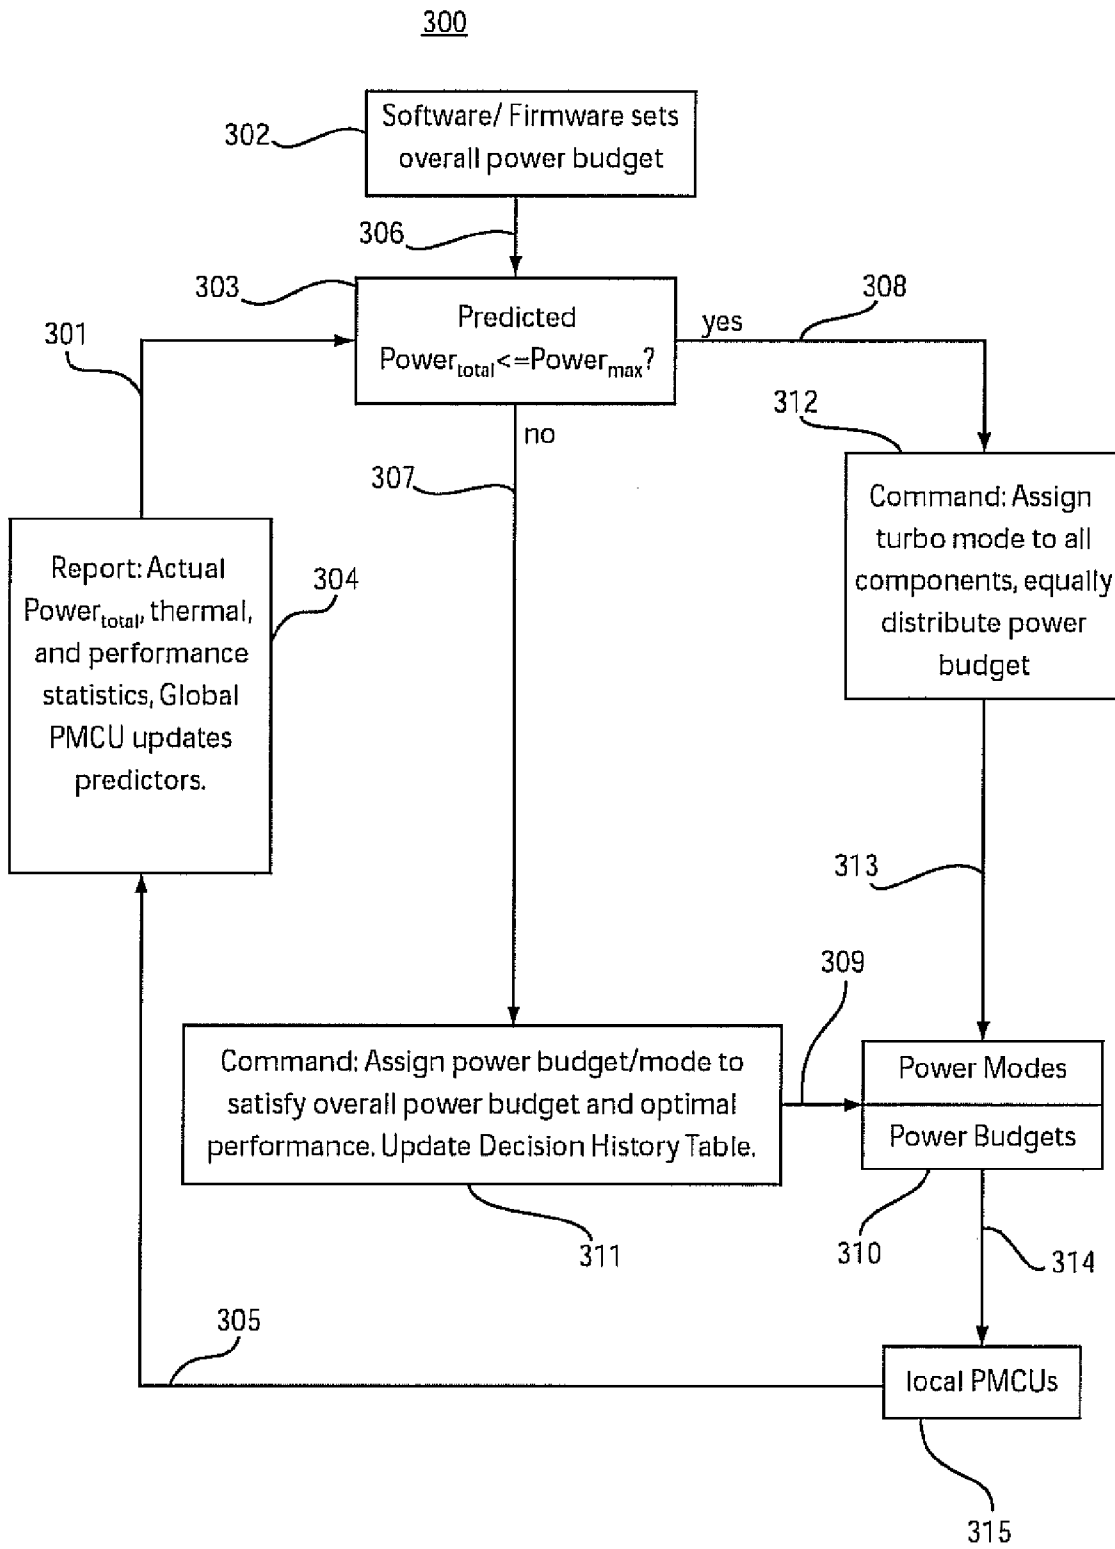 300
302
Software/ Firmware sets
overall power budget
306
303
Predicted
Power_total<=Power_max?
yes
308
301
no
307
312
Command: Assign
turbo mode to all
components, equally
distribute power
budget
Report: Actual
Power_total, thermal,
and performance
statistics, Global
PMCU updates
predictors.
304
313
309
Command: Assign power budget/mode to
satisfy overall power budget and optimal
performance. Update Decision History Table.
311
Power Modes
Power Budgets
310
314
305
local PMCUs
315